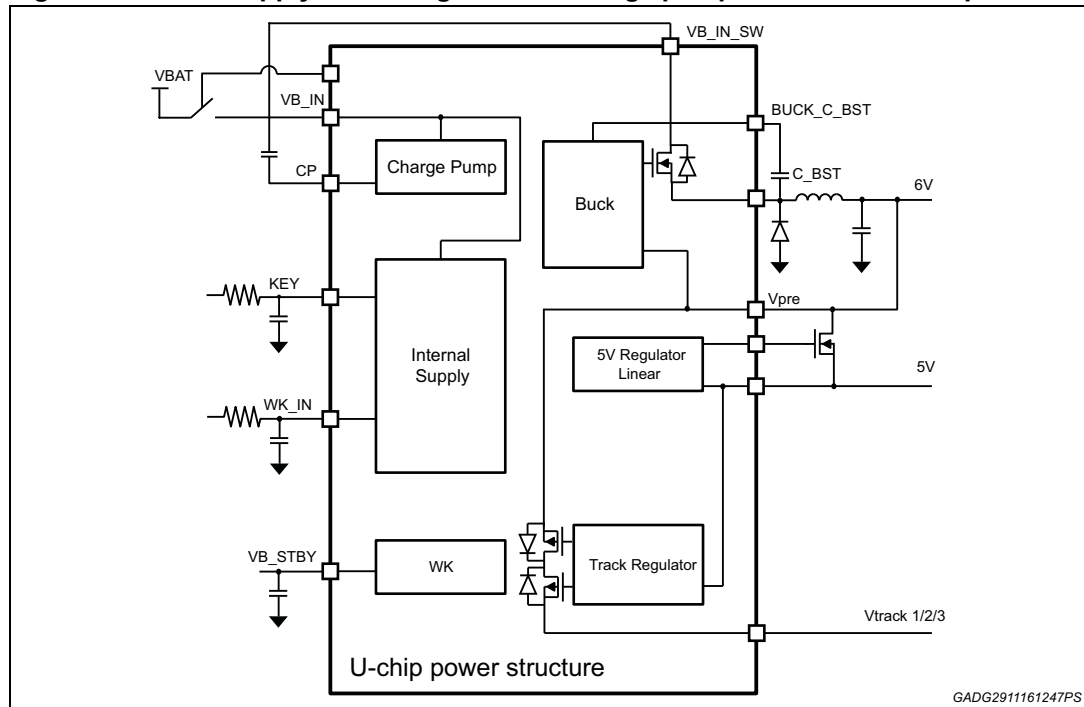 VB_IN_SW
VBAT
VB_IN
BUCK_C_BST
CP
Charge Pump
C_BST
6V
Buck
KEY
Vpre
Internal
Supply
5V Regulator
Linear
5V
WK_IN
VB_STBY
WK
Track Regulator
Vtrack 1/2/3
U-chip power structure
GADG2911161247PS